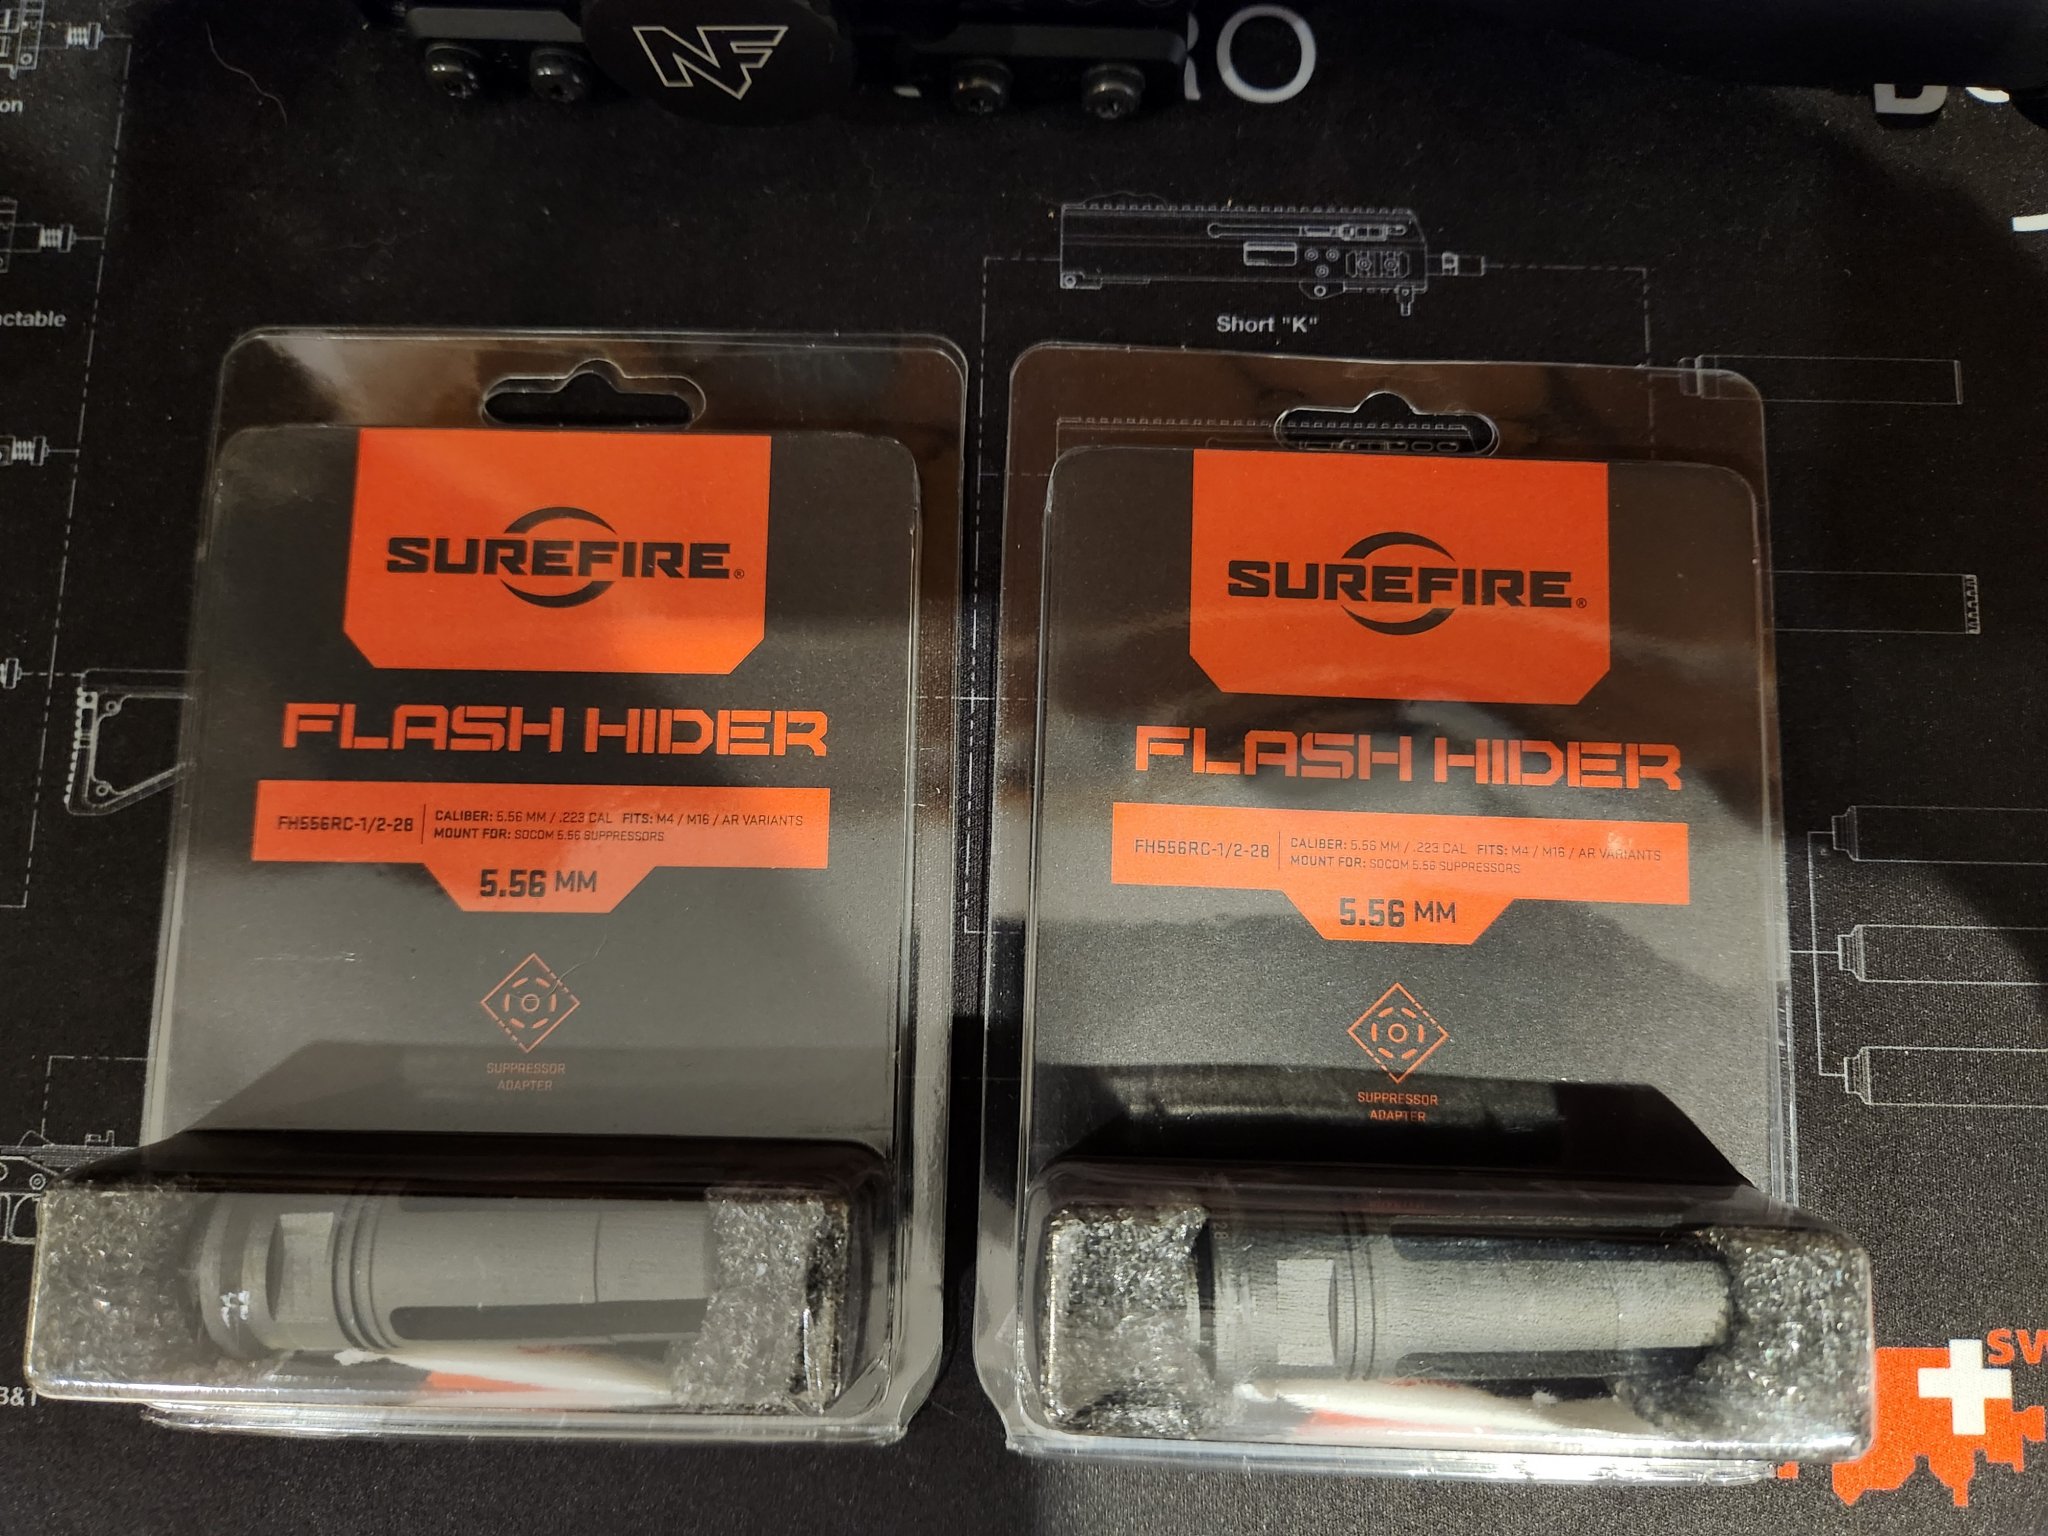 NF
RO
Short "K"
SUREFIRE®
FLASH HIDER
FH556RC-1/2-28
CALIBER: 5.56 MM / .223 CAL FITS: M4 / M16 / AR VARIANTS
MOUNT FOR: SOCOM 5.56 SUPPRESSORS
5.56 MM
SUPPRESSOR
ADAPTER
SUREFIRE®
FLASH HIDER
FH556RC-1/2-28
CALIBER: 5.56 MM / .223 CAL FITS: M4 / M16 / AR VARIANTS
MOUNT FOR: SOCOM 5.56 SUPPRESSORS
5.56 MM
SUPPRESSOR
ADAPTER
SW